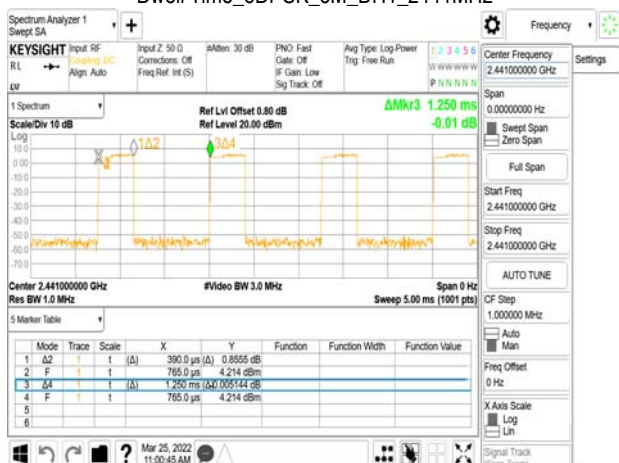 Spectrum Analyzer 1
Swept SA
+
Frequency
KEYSIGHT
RL
Input: RF
Coupling: DC
Align: Auto
Input Z: 50 Ω
Corrections: Off
Freq Ref: Int (S)
#Atten: 30 dB
PNO: Fast
Gate: Off
IF Gain: Low
Sig Track: Off
Avg Type: Log-Power
Trig: Free Run
1 2 3 4 5 6
W W W W W W
P N N N N N
1 Spectrum
Scale/Div 10 dB
Ref Lvl Offset 0.80 dB
Ref Level 20.00 dBm
ΔMkr3 1.250 ms
-0.01 dB
Log
10.0
0.00
-10.0
-20.0
-30.0
-40.0
-50.0
-60.0
-70.0
1Δ2
3Δ4
Center 2.441000000 GHz
Res BW 1.0 MHz
#Video BW 3.0 MHz
Span 0 Hz
Sweep 5.00 ms (1001 pts)
5 Marker Table
Mode Trace Scale X Y Function Function Width Function Value
1 Δ2 1 t (Δ) 390.0 µs (Δ) 0.8555 dB
2 F 1 t 765.0 µs 4.214 dBm
3 Δ4 1 t (Δ) 1.250 ms (Δ) -0.005144 dB
4 F 1 t 765.0 µs 4.214 dBm
5
6
Mar 25, 2022
11:00:45 AM
Center Frequency
2.441000000 GHz
Settings
Span
0.00000000 Hz
Swept Span
Zero Span
Full Span
Start Freq
2.441000000 GHz
Stop Freq
2.441000000 GHz
AUTO TUNE
CF Step
1.000000 MHz
Auto
Man
Freq Offset
0 Hz
X Axis Scale
Log
Lin
Signal Track